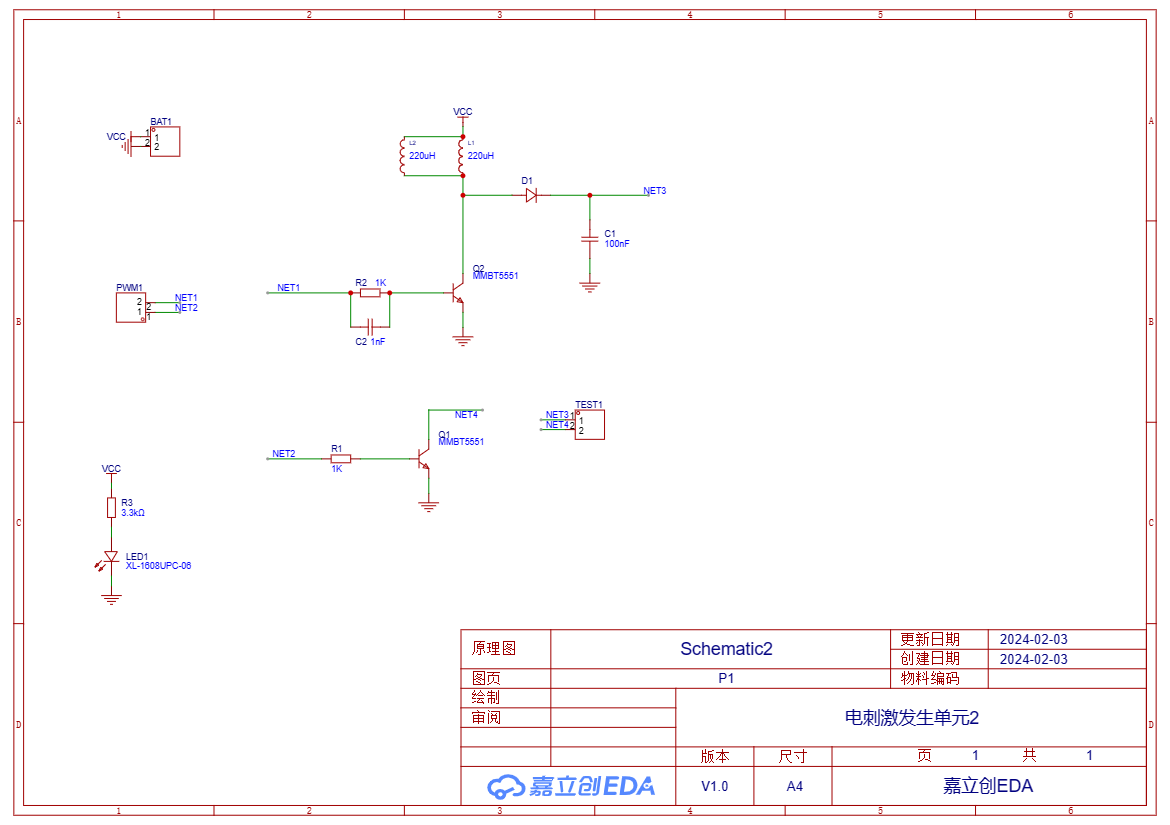 1 2 3 4 5 6
A A
B B
C C
D D
VCC
BAT1
VCC
1 1
2 2
L2
220uH
L1
220uH
D1
NET3
C1
100nF
Q2
MMBT5551
NET1
R2 1K
C2 1nF
PWM1
2 2
1 1
NET1
NET2
NET4
Q1
MMBT5551
NET2
R1
1K
TEST1
NET3 1 1
NET4 2 2
VCC
R3
3.3kΩ
LED1
XL-1608UPC-06
原理图 Schematic2 更新日期 2024-02-03
创建日期 2024-02-03
图页 P1 物料编码
绘制
审阅
电刺激发生单元2
版本 尺寸 页 1 共 1
嘉立创EDA V1.0 A4 嘉立创EDA
1 2 3 4 5 6